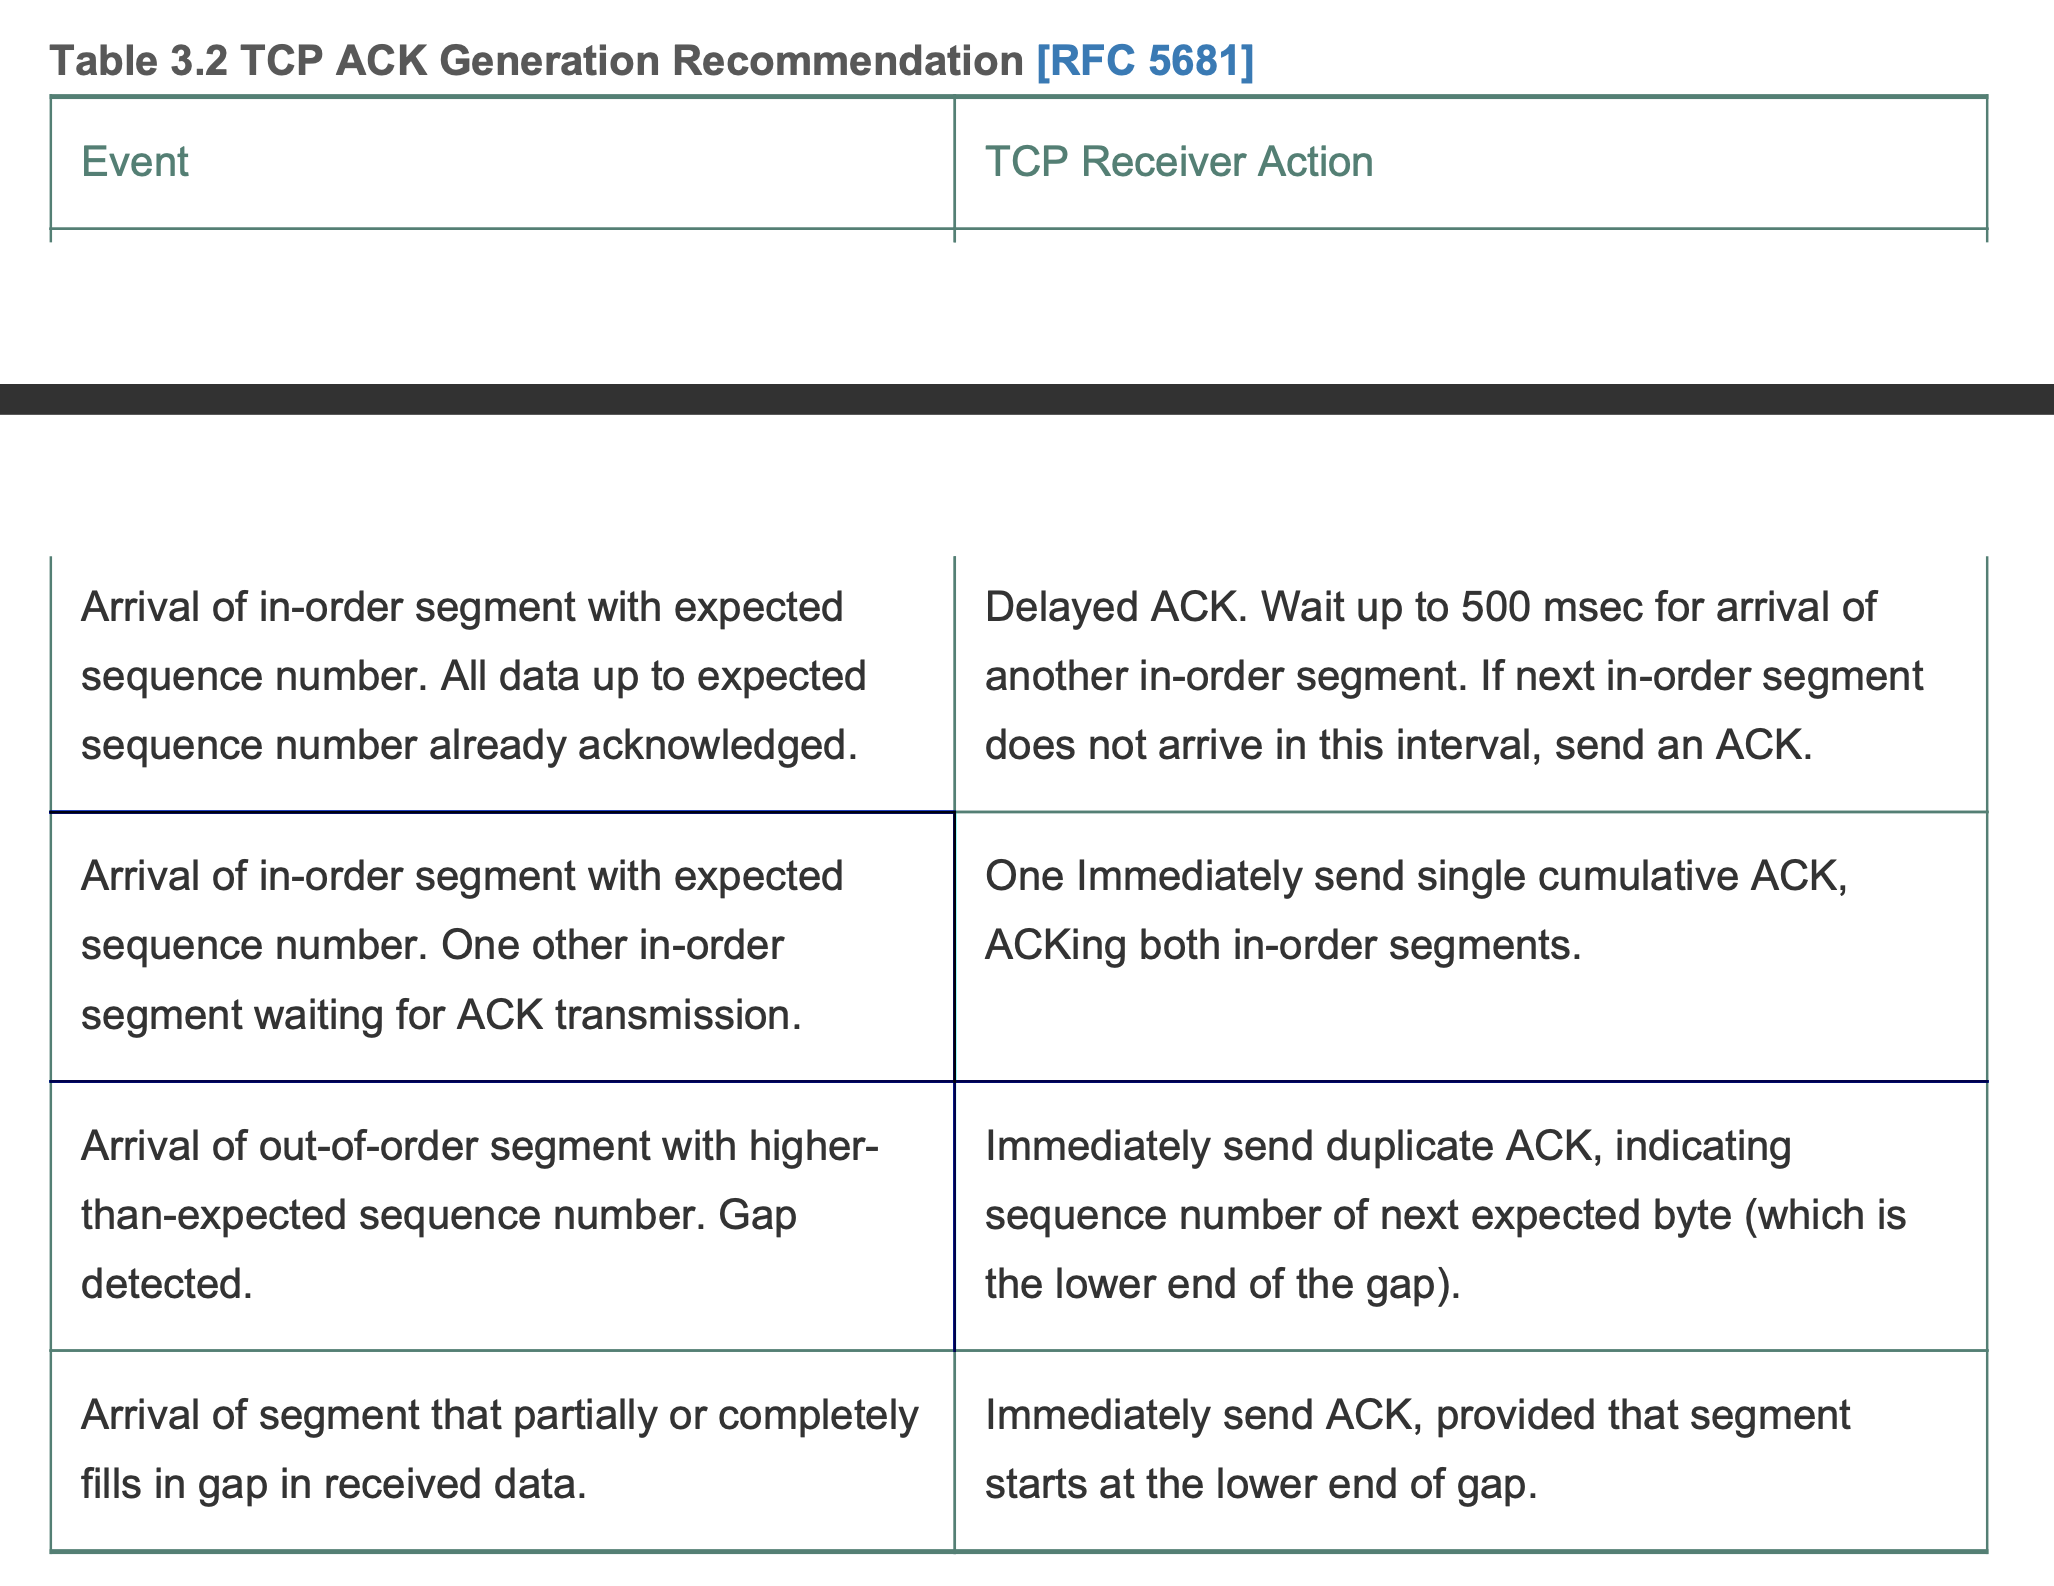 Table 3.2 TCP ACK Generation Recommendation [RFC 5681]
Event
TCP Receiver Action
Arrival of in-order segment with expected
sequence number. All data up to expected
sequence number already acknowledged.
Delayed ACK. Wait up to 500 msec for arrival of
another in-order segment. If next in-order segment
does not arrive in this interval, send an ACK.
Arrival of in-order segment with expected
sequence number. One other in-order
segment waiting for ACK transmission.
One Immediately send single cumulative ACK,
ACKing both in-order segments.
Arrival of out-of-order segment with higher-
than-expected sequence number. Gap
detected.
Immediately send duplicate ACK, indicating
sequence number of next expected byte (which is
the lower end of the gap).
Arrival of segment that partially or completely
fills in gap in received data.
Immediately send ACK, provided that segment
starts at the lower end of gap.